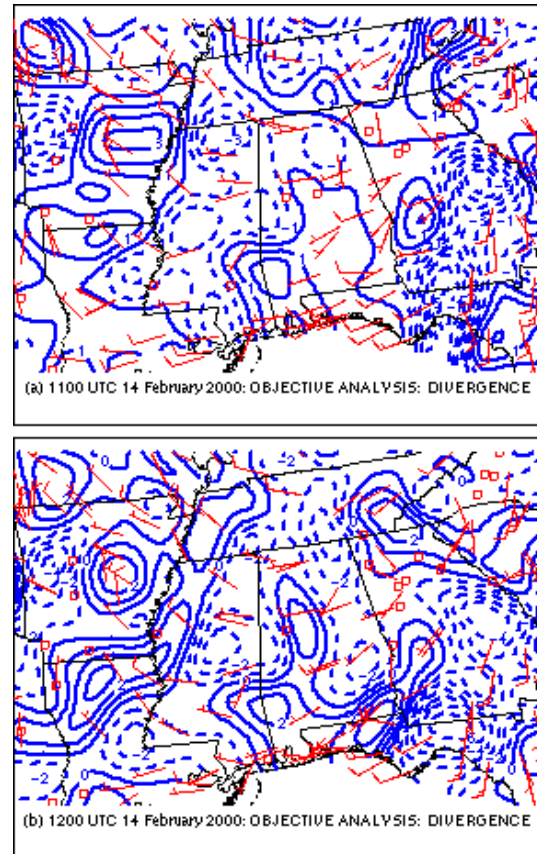 (a) 1100 UTC 14 February 2000: OBJECTIVE ANALYSIS: DIVERGENCE
(b) 1200 UTC 14 February 2000: OBJECTIVE ANALYSIS: DIVERGENCE